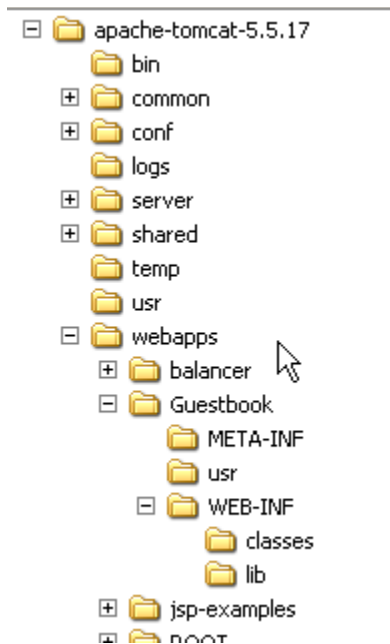 apache-tomcat-5.5.17
bin
common
conf
logs
server
shared
temp
usr
webapps
balancer
Guestbook
META-INF
usr
WEB-INF
classes
lib
jsp-examples
ROOT